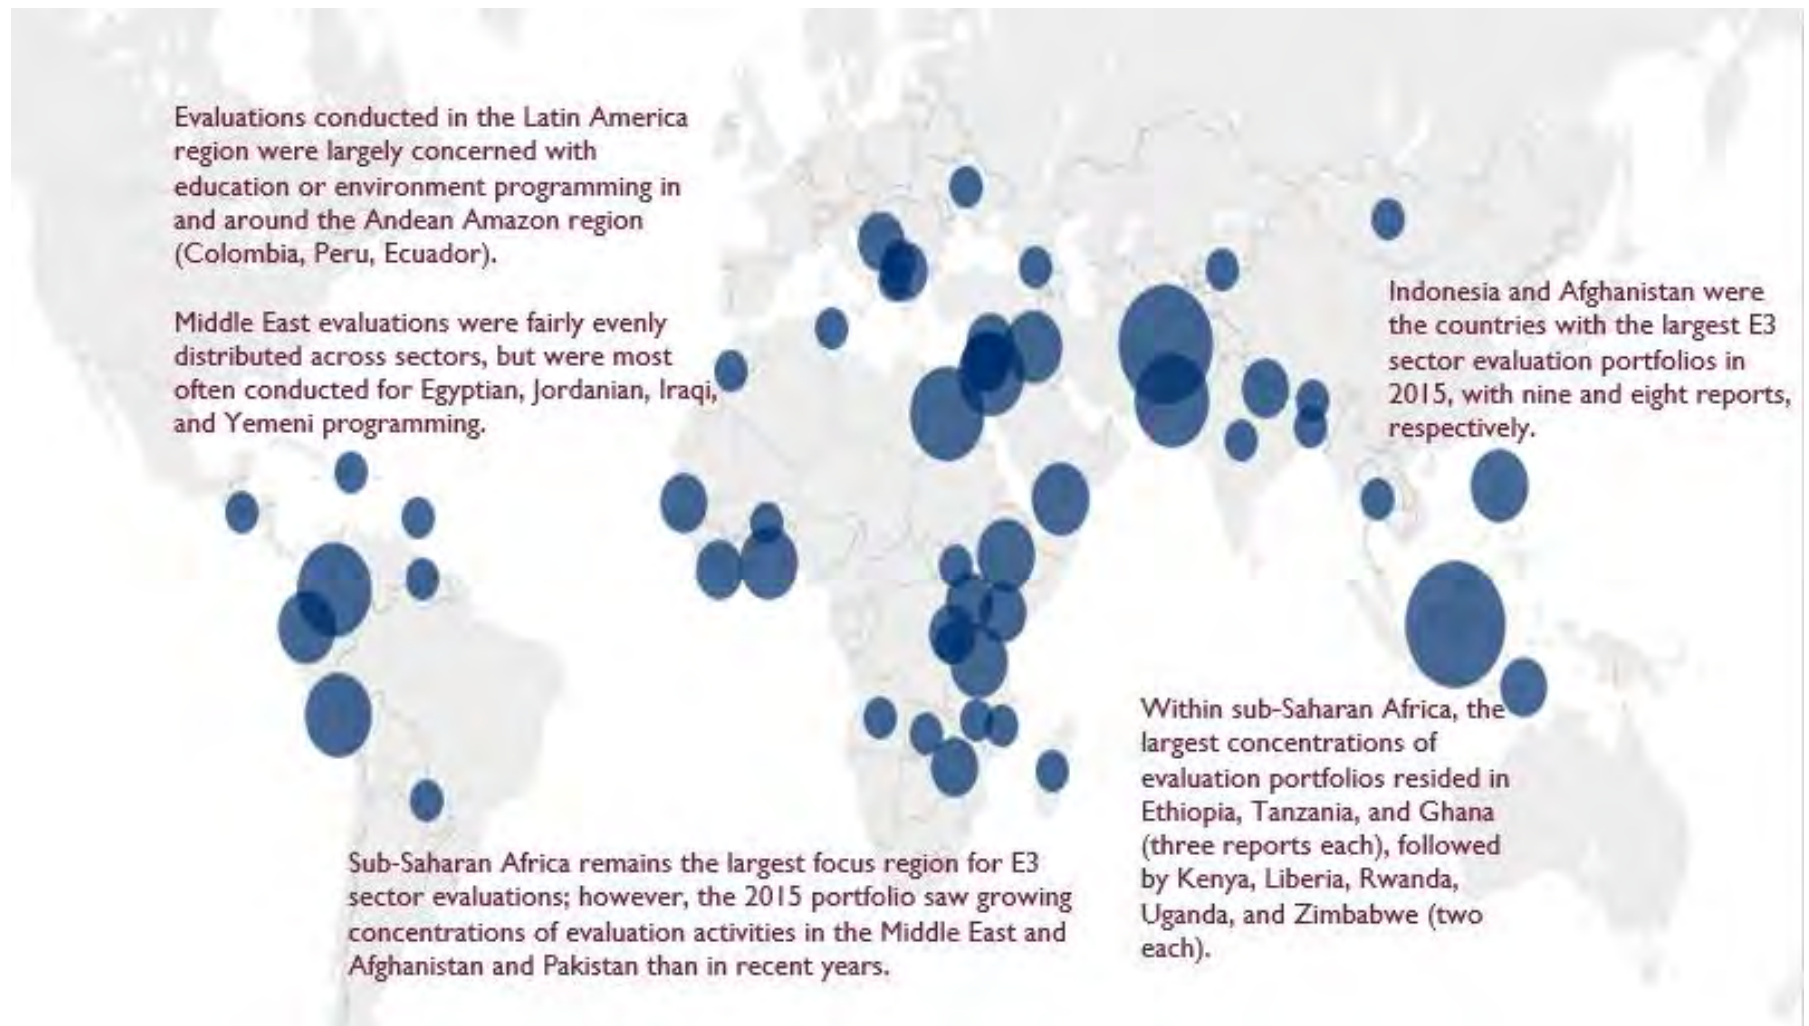 Evaluations conducted in the Latin America
region were largely concerned with
education or environment programming in
and around the Andean Amazon region
(Colombia, Peru, Ecuador).
Middle East evaluations were fairly evenly
distributed across sectors, but were most
often conducted for Egyptian, Jordanian, Iraqi,
and Yemeni programming.
Indonesia and Afghanistan were
the countries with the largest E3
sector evaluation portfolios in
2015, with nine and eight reports,
respectively.
Within sub-Saharan Africa, the
largest concentrations of
evaluation portfolios resided in
Ethiopia, Tanzania, and Ghana
(three reports each), followed
by Kenya, Liberia, Rwanda,
Uganda, and Zimbabwe (two
each).
Sub-Saharan Africa remains the largest focus region for E3
sector evaluations; however, the 2015 portfolio saw growing
concentrations of evaluation activities in the Middle East and
Afghanistan and Pakistan than in recent years.